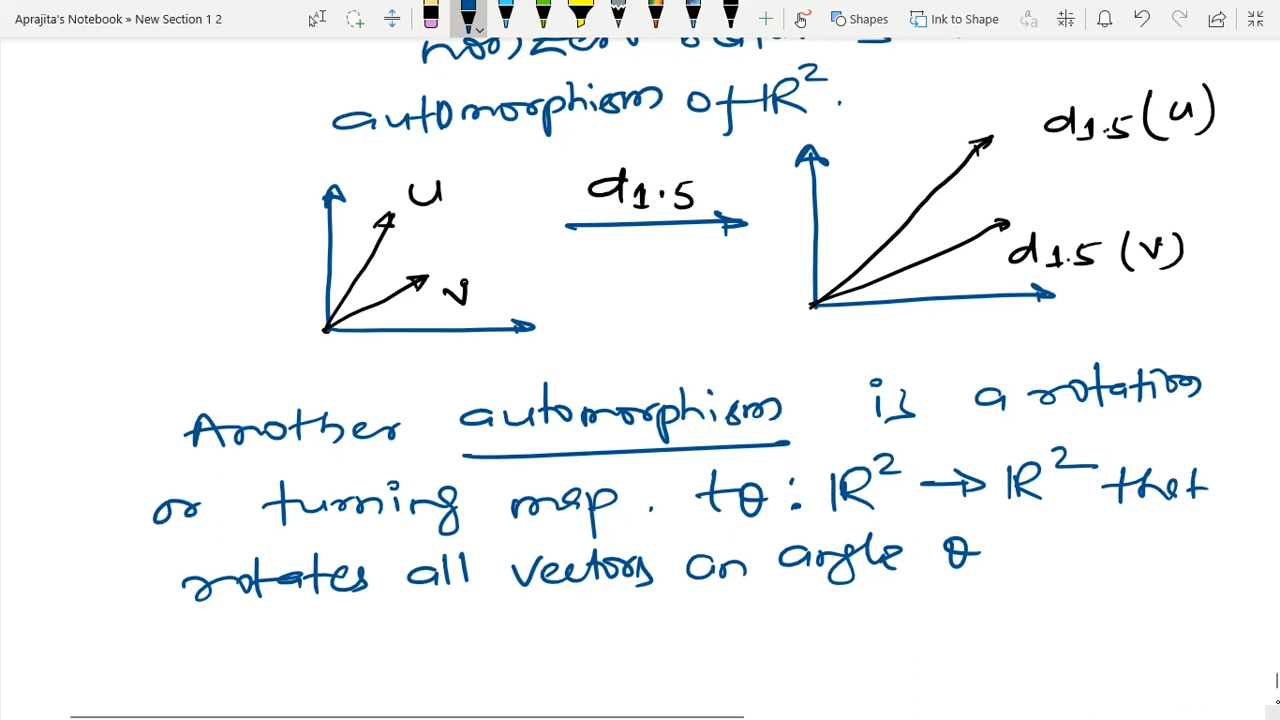 Aprajita's Notebook » New Section 1 2
Shapes
Ink to Shape
automorphism of ℝ².
u
v
d1.5
d1.5(u)
d1.5(v)
Another automorphism is a rotation
or turning map. tθ: ℝ² → ℝ² that
rotates all vectors an angle θ